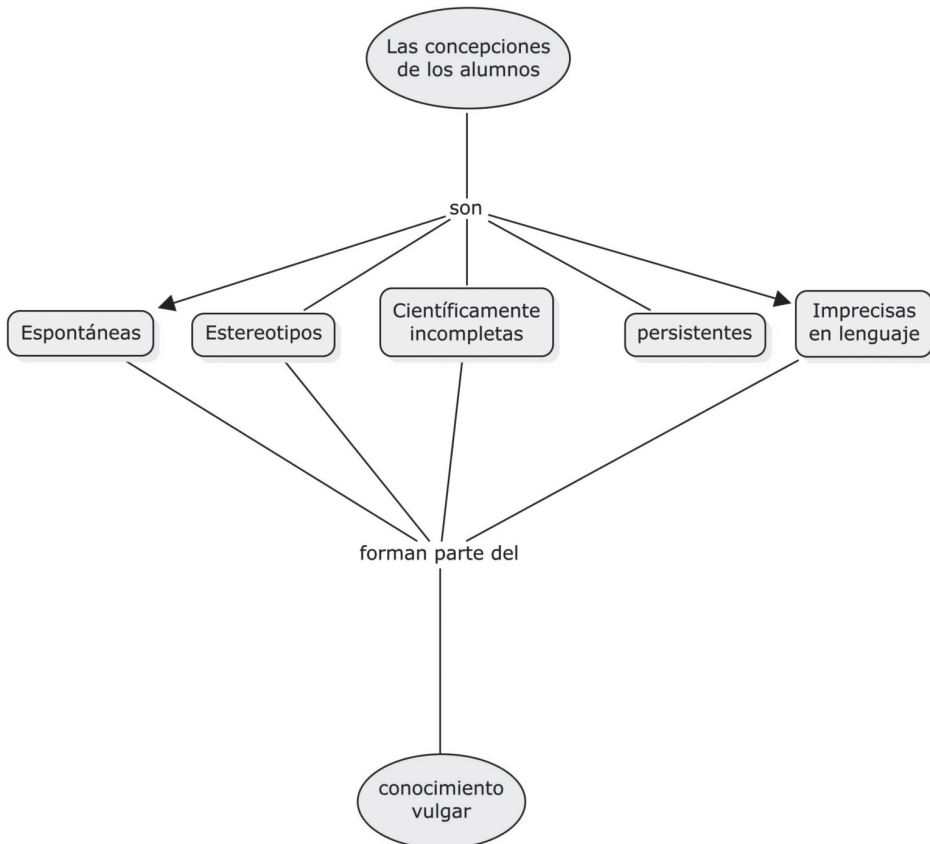 Las concepciones
de los alumnos
son
Espontáneas
Estereotipos
Científicamente
incompletas
persistentes
Imprecisas
en lenguaje
forman parte del
conocimiento
vulgar